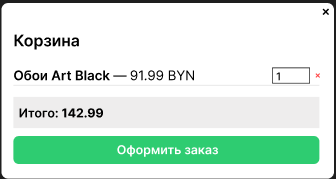 ×
Корзина
Обои Art Black — 91.99 BYN 1 ×
Итого: 142.99
Оформить заказ